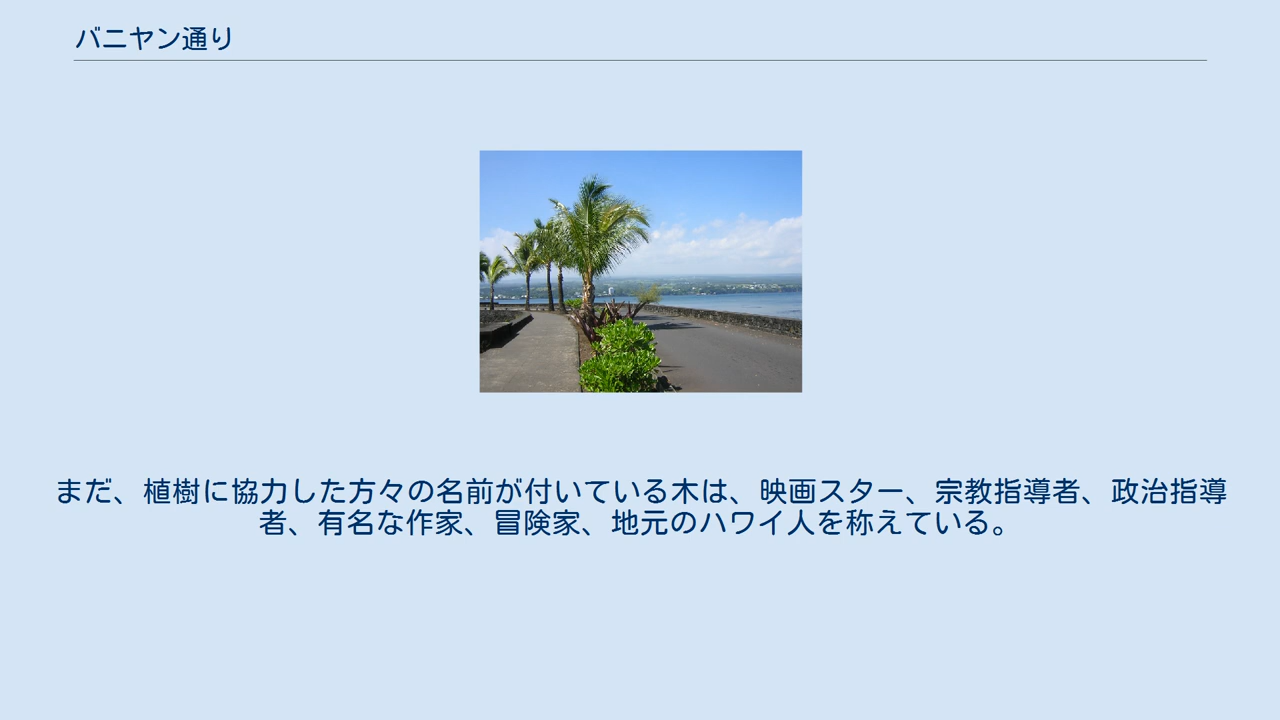 バニヤン通り
まだ、植樹に協力した方々の名前が付いている木は、映画スター、宗教指導者、政治指導
者、有名な作家、冒険家、地元のハワイ人を称えている。